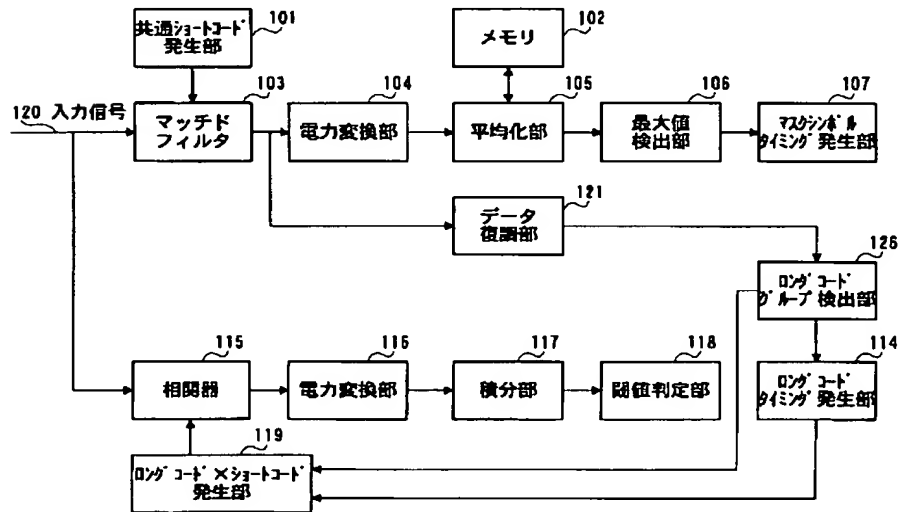 共通ショートコード
発生部
101
メモリ
102
103
104
105
106
107
120 入力信号
マッチド
フィルタ
電力変換部
平均化部
最大値
検出部
マスクシンボル
タイミング発生部
データ
復調部
121
126
ロングコード
グループ検出部
115
116
117
118
114
相関器
電力変換部
積分部
閾値判定部
ロングコード
タイミング発生部
119
ロングコード×ショートコード
発生部